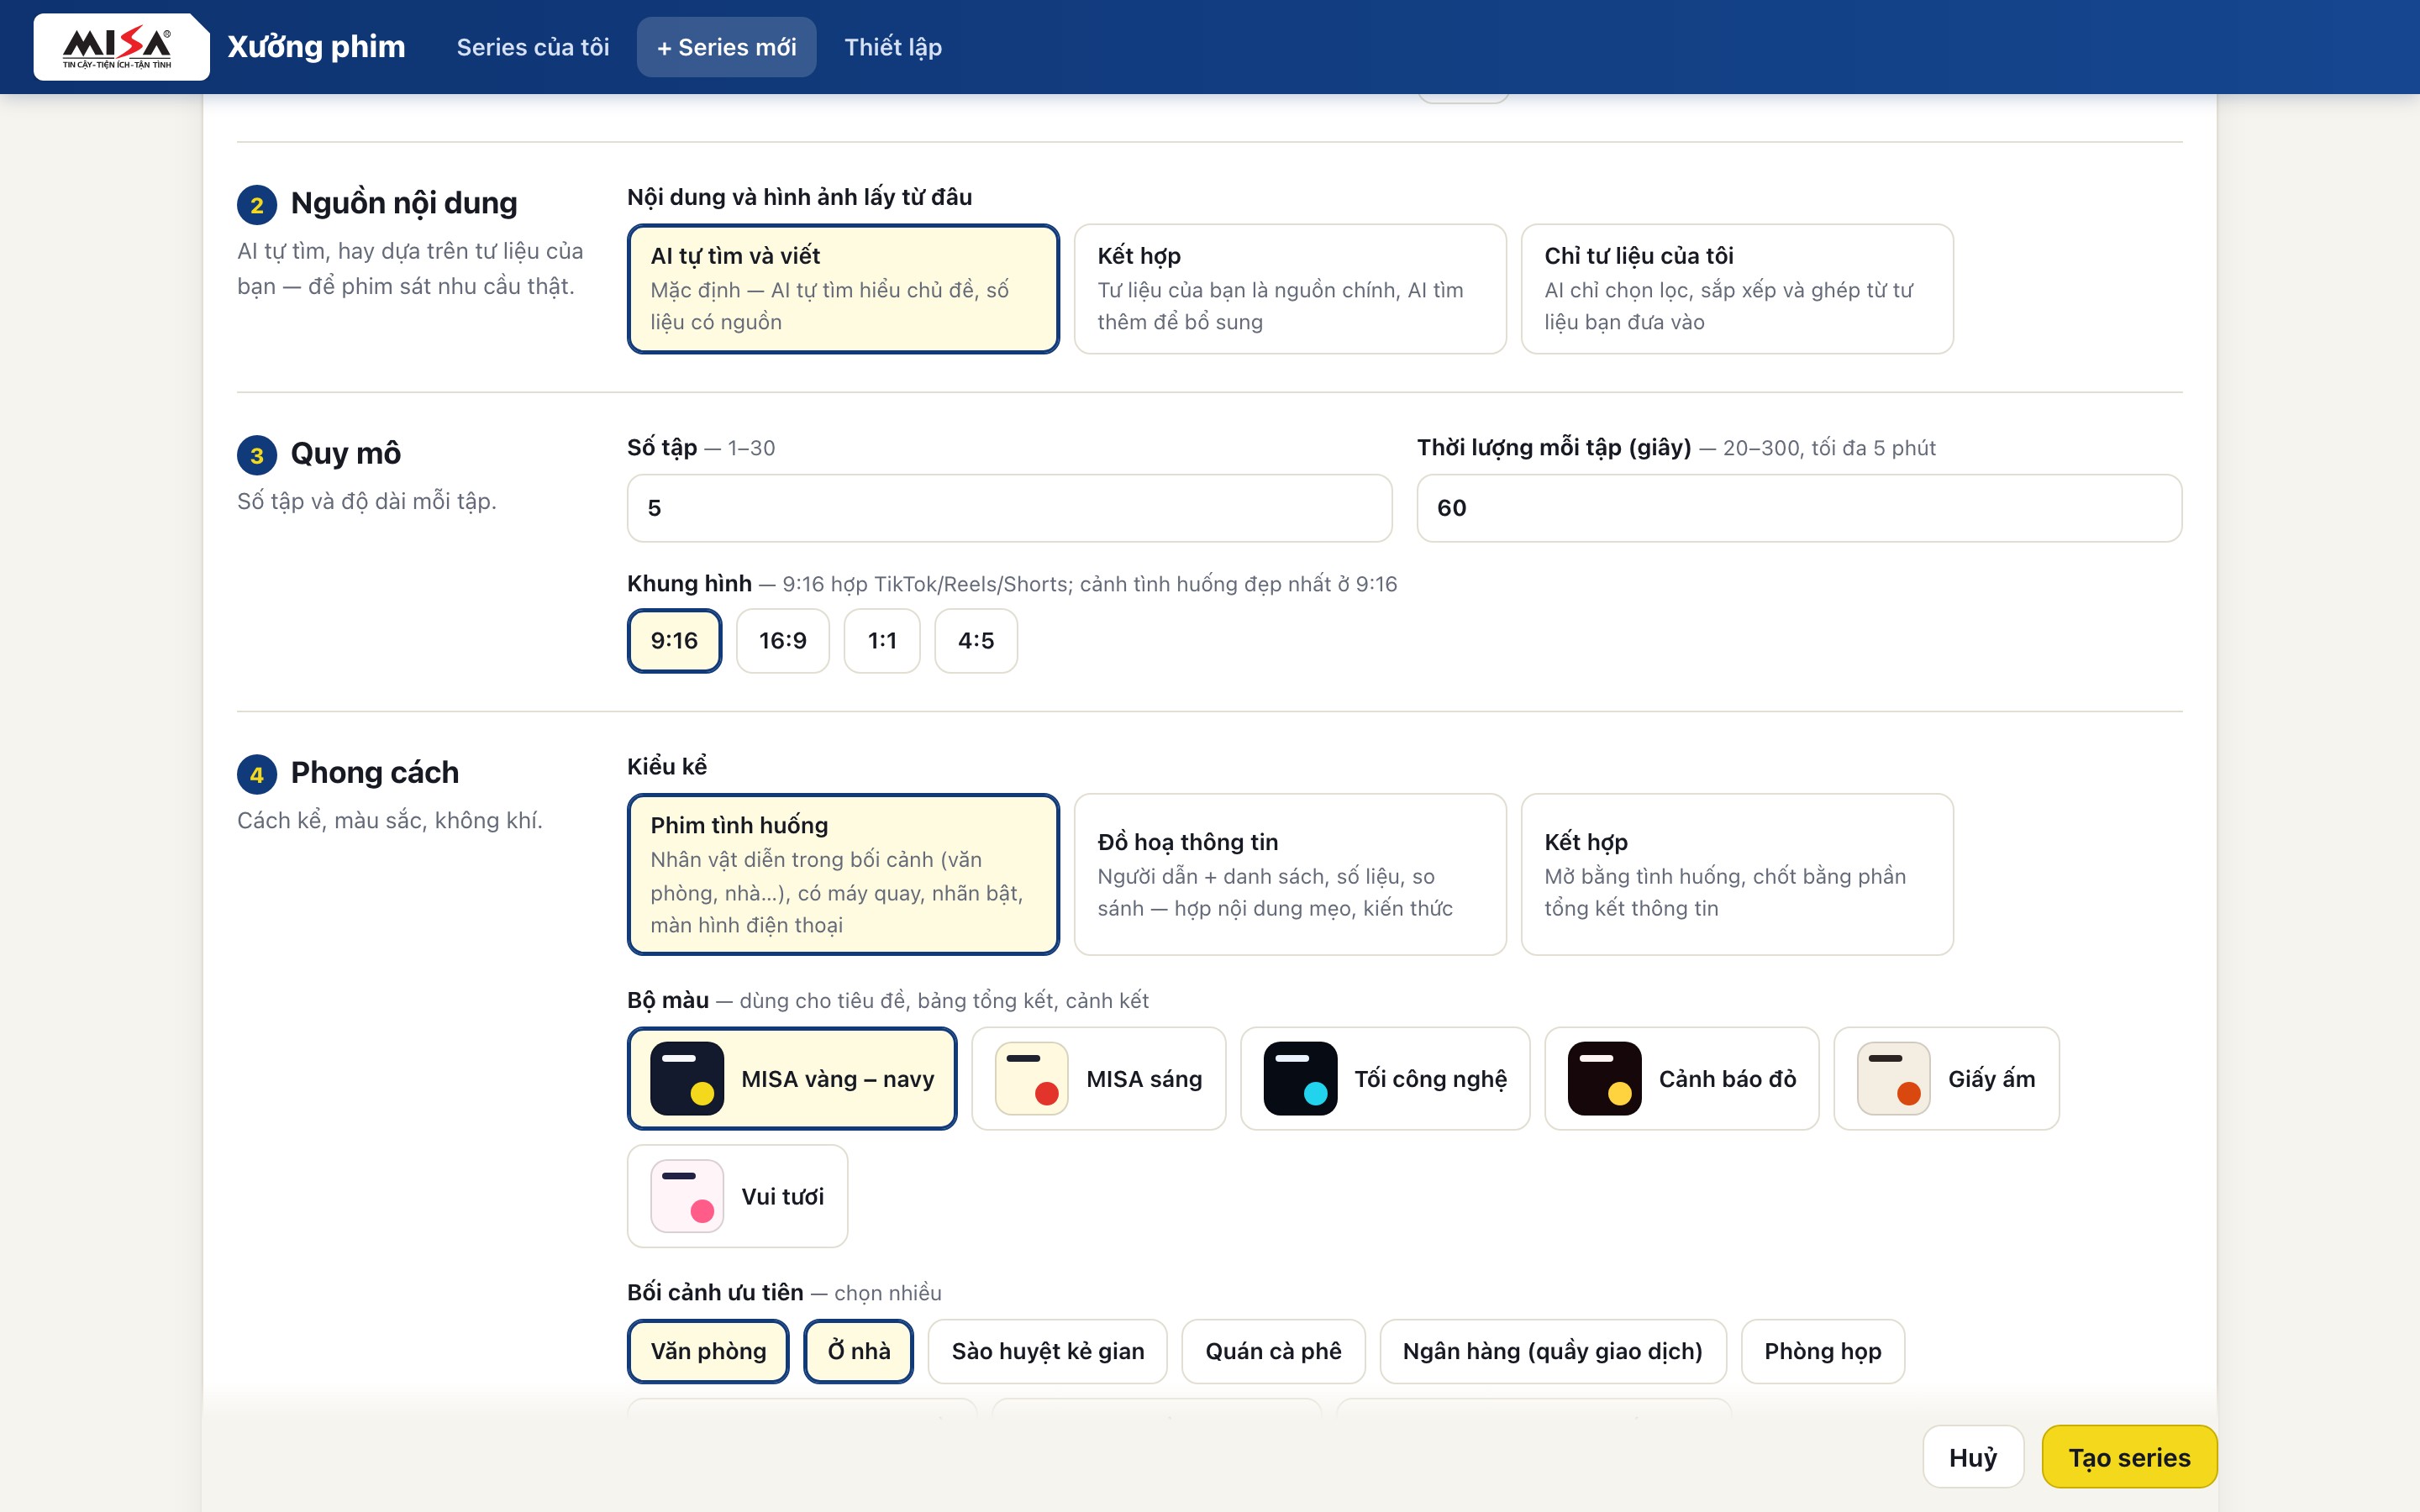 MISA®
TIN CẬY-TIỆN ÍCH-TẬN TÌNH
Xưởng phim
Series của tôi
+ Series mới
Thiết lập
2 Nguồn nội dung
AI tự tìm, hay dựa trên tư liệu của
bạn — để phim sát nhu cầu thật.
Nội dung và hình ảnh lấy từ đâu
AI tự tìm và viết
Mặc định — AI tự tìm hiểu chủ đề, số
liệu có nguồn
Kết hợp
Tư liệu của bạn là nguồn chính, AI tìm
thêm để bổ sung
Chỉ tư liệu của tôi
AI chỉ chọn lọc, sắp xếp và ghép từ tư
liệu bạn đưa vào
3 Quy mô
Số tập và độ dài mỗi tập.
Số tập — 1–30
5
Thời lượng mỗi tập (giây) — 20–300, tối đa 5 phút
60
Khung hình — 9:16 hợp TikTok/Reels/Shorts; cảnh tình huống đẹp nhất ở 9:16
9:16
16:9
1:1
4:5
4 Phong cách
Cách kể, màu sắc, không khí.
Kiểu kể
Phim tình huống
Nhân vật diễn trong bối cảnh (văn
phòng, nhà...), có máy quay, nhãn bật,
màn hình điện thoại
Đồ hoạ thông tin
Người dẫn + danh sách, số liệu, so
sánh — hợp nội dung mẹo, kiến thức
Kết hợp
Mở bằng tình huống, chốt bằng phần
tổng kết thông tin
Bộ màu — dùng cho tiêu đề, bảng tổng kết, cảnh kết
MISA vàng – navy
MISA sáng
Tối công nghệ
Cảnh báo đỏ
Giấy ấm
Vui tươi
Bối cảnh ưu tiên — chọn nhiều
Văn phòng
Ở nhà
Sào huyệt kẻ gian
Quán cà phê
Ngân hàng (quầy giao dịch)
Phòng họp
Huỷ
Tạo series